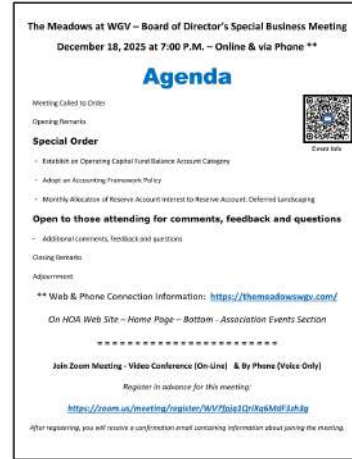 The Meadows at WGV – Board of Director's Special Business Meeting
December 18, 2025 at 7:00 P.M. – Online & via Phone **
Agenda
Meeting Called to Order
Opening Remarks
Event Info
Special Order
- Establish an Operating Capital Fund Balance Account Category
- Adopt an Accounting Framework Policy
- Monthly Allocation of Reserve Account Interest to Reserve Account: Deferred Landscaping
Open to those attending for comments, feedback and questions
- Additional comments, feedback and questions
Closing Remarks
Adjournment
** Web & Phone Connection Information: https://themeadowswgv.com/
On HOA Web Site – Home Page – Bottom - Association Events Section
= = = = = = = = = = = = = = = = = = = = = = = =
Join Zoom Meeting - Video Conference (On-Line) & By Phone (Voice Only)
Register in advance for this meeting:
After registering, you will receive a confirmation email containing information about joining the meeting.